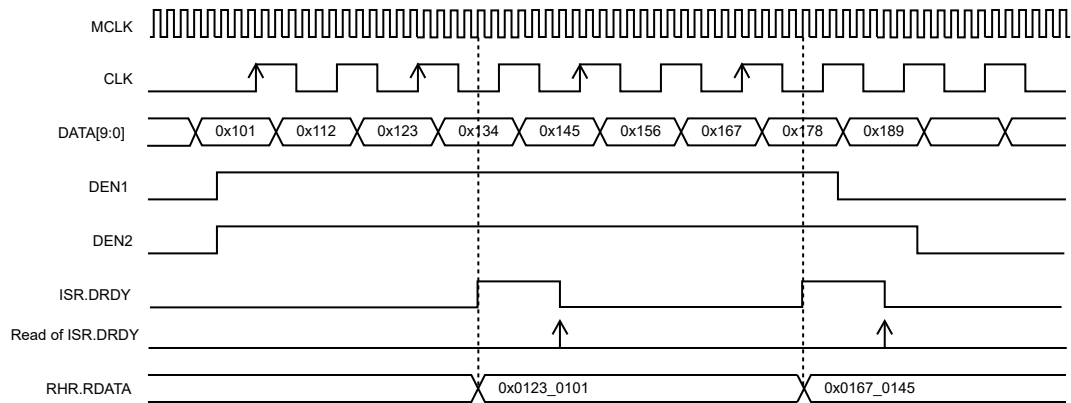 MCLK
CLK
DATA[9:0] 0x101 0x112 0x123 0x134 0x145 0x156 0x167 0x178 0x189
DEN1
DEN2
ISR.DRDY
Read of ISR.DRDY
RHR.RDATA 0x0123_0101 0x0167_0145